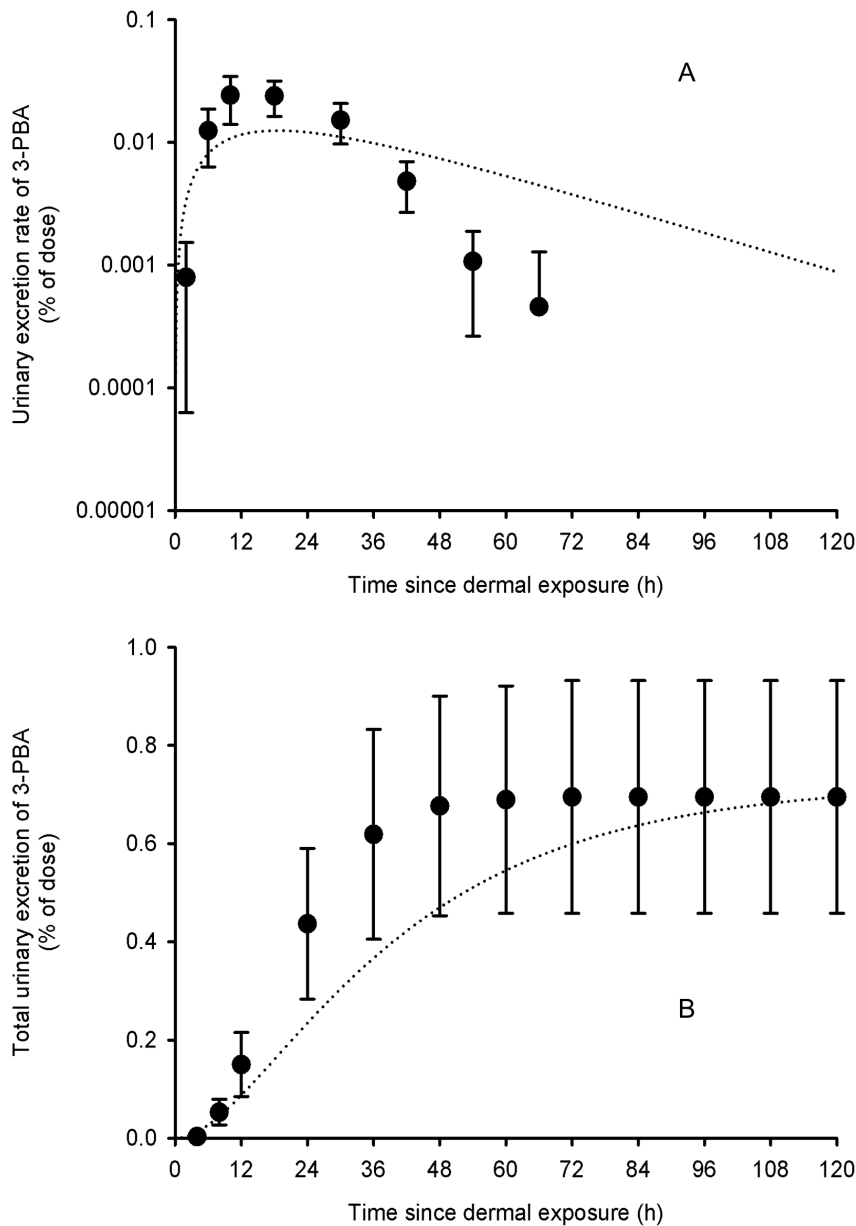 0.1
A
0.01
0.001
0.0001
0.00001
Urinary excretion rate of 3-PBA
(% of dose)
0 12 24 36 48 60 72 84 96 108 120
Time since dermal exposure (h)
1.0
0.8
0.6
0.4
0.2
0.0
Total urinary excretion of 3-PBA
(% of dose)
B
0 12 24 36 48 60 72 84 96 108 120
Time since dermal exposure (h)